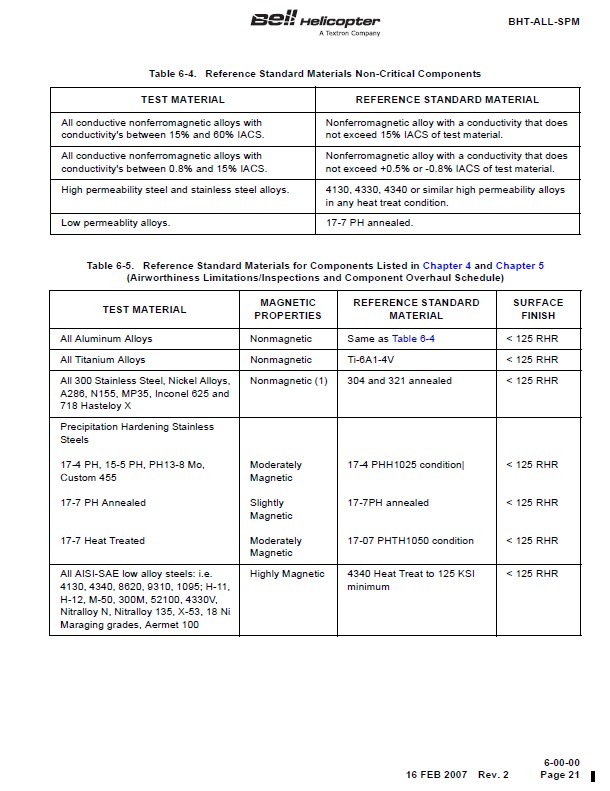 Bell Helicopter
A Textron Company
BHT-ALL-SPM
Table 6-4. Reference Standard Materials Non-Critical Components
TEST MATERIAL REFERENCE STANDARD MATERIAL
All conductive nonferromagnetic alloys with
conductivity's between 15% and 60% IACS.
Nonferromagnetic alloy with a conductivity that does
not exceed 15% IACS of test material.
All conductive nonferromagnetic alloys with
conductivity's between 0.8% and 15% IACS.
Nonferromagnetic alloy with a conductivity that does
not exceed +0.5% or -0.8% IACS of test material.
High permeability steel and stainless steel alloys.
4130, 4330, 4340 or similar high permeability alloys
in any heat treat condition.
Low permeablity alloys.
17-7 PH annealed.
Table 6-5. Reference Standard Materials for Components Listed in Chapter 4 and Chapter 5
(Airworthiness Limitations/Inspections and Component Overhaul Schedule)
TEST MATERIAL
MAGNETIC
PROPERTIES
REFERENCE STANDARD
MATERIAL
SURFACE
FINISH
All Aluminum Alloys Nonmagnetic Same as Table 6-4 < 125 RHR
All Titanium Alloys Nonmagnetic Ti-6A1-4V < 125 RHR
All 300 Stainless Steel, Nickel Alloys,
A286, N155, MP35, Inconel 625 and
718 Hasteloy X
Nonmagnetic (1) 304 and 321 annealed < 125 RHR
Precipitation Hardening Stainless
Steels
17-4 PH, 15-5 PH, PH13-8 Mo,
Custom 455
Moderately
Magnetic
17-4 PHH1025 condition| < 125 RHR
17-7 PH Annealed
Slightly
Magnetic
17-7PH annealed < 125 RHR
17-7 Heat Treated
Moderately
Magnetic
17-07 PHTH1050 condition < 125 RHR
All AISI-SAE low alloy steels: i.e.
4130, 4340, 8620, 9310, 1095; H-11,
H-12, M-50, 300M, 52100, 4330V,
Nitralloy N, Nitralloy 135, X-53, 18 Ni
Maraging grades, Aermet 100
Highly Magnetic
4340 Heat Treat to 125 KSI
minimum
< 125 RHR
6-00-00
16 FEB 2007 Rev. 2 Page 21